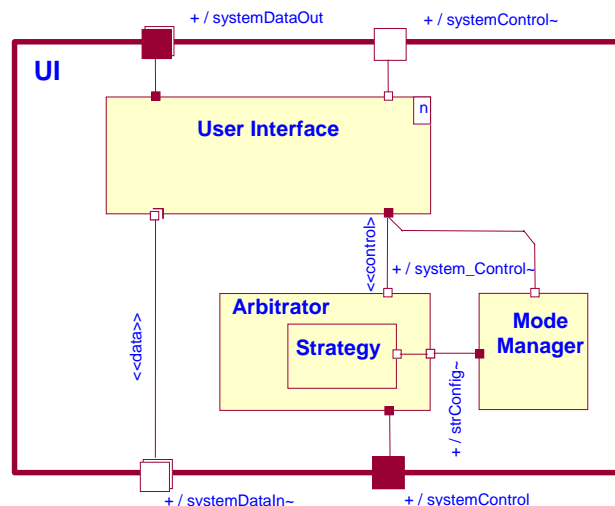 + / systemDataOut
+ / systemControl~
UI
n
User Interface
<<control>
+ / system_Control~
<<data>>
Arbitrator
Strategy
Mode
Manager
+ / strConfig~
+ / systemDataIn~
+ / systemControl